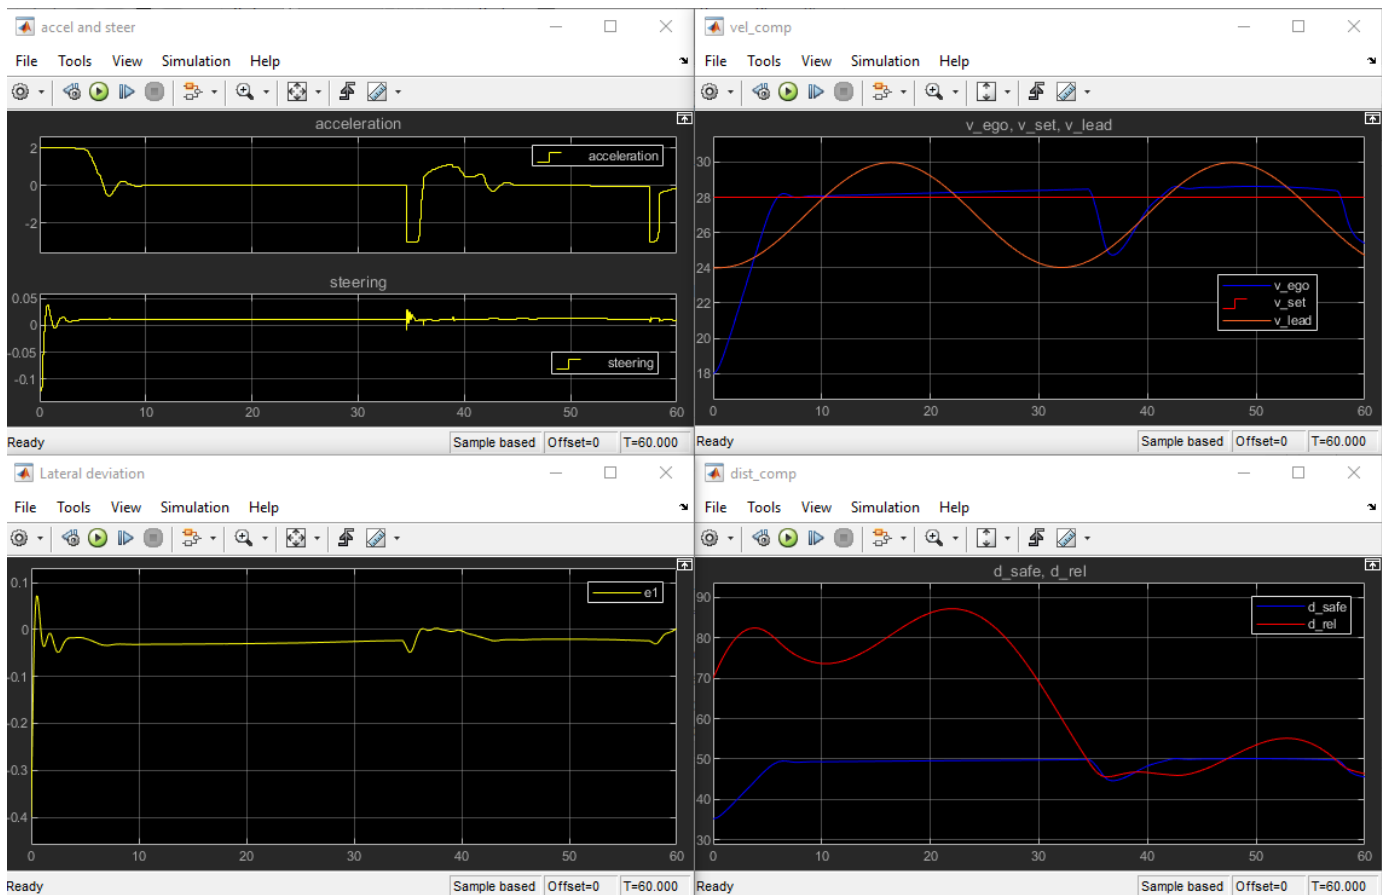 accel and steer
File Tools View Simulation Help
acceleration
2
0
-2
acceleration
steering
0.05
0
-0.05
-0.1
steering
0 10 20 30 40 50 60
Ready Sample based Offset=0 T=60.000
vel_comp
File Tools View Simulation Help
v_ego, v_set, v_lead
30
28
26
24
22
20
18
v_ego
v_set
v_lead
0 10 20 30 40 50 60
Ready Sample based Offset=0 T=60.000
Lateral deviation
File Tools View Simulation Help
0.1
0
-0.1
-0.2
-0.3
-0.4
e1
0 10 20 30 40 50 60
Ready Sample based Offset=0 T=60.000
dist_comp
File Tools View Simulation Help
d_safe, d_rel
90
80
70
60
50
40
30
d_safe
d_rel
0 10 20 30 40 50 60
Ready Sample based Offset=0 T=60.000